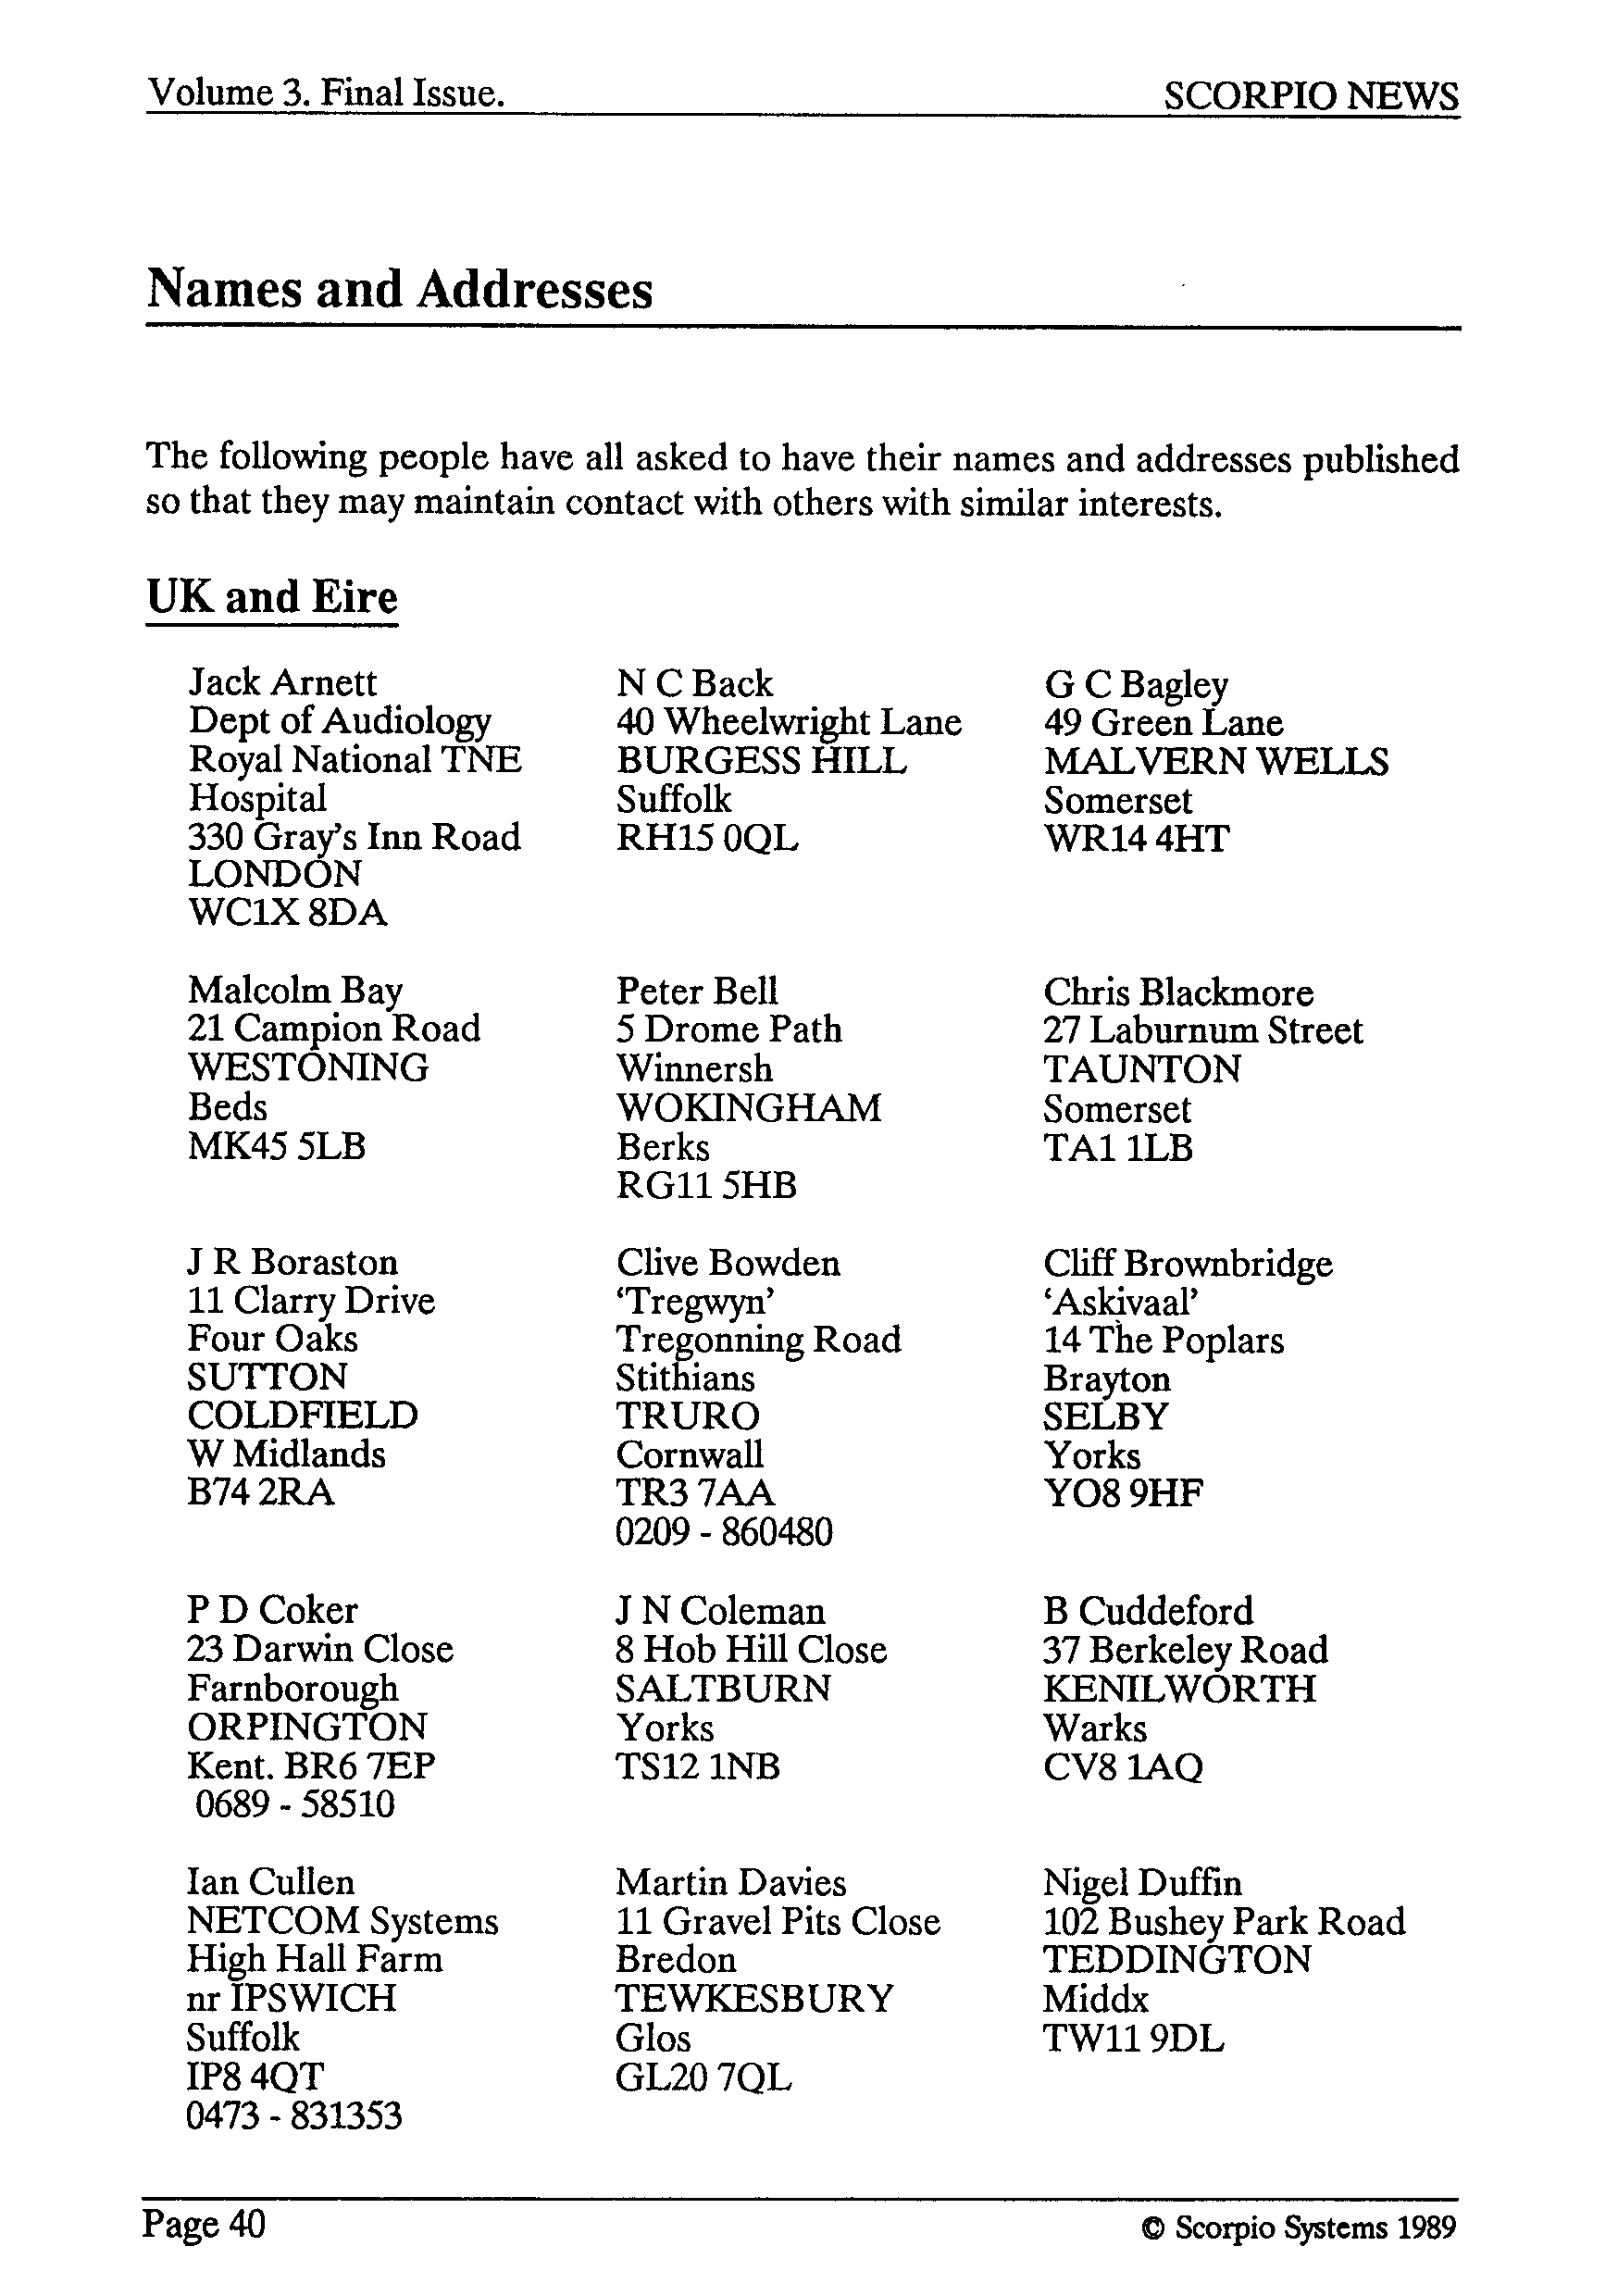 Volume 3. Final Issue.
SCORPIO NEWS
Names and Addresses
The following people have all asked to have their names and addresses published
so that they may maintain contact with others with similar interests.
UK and Eire
Jack Arnett
Dept of Audiology
Royal National TNE
Hospital
330 Gray's Inn Road
LONDON
WC1X 8DA
N C Back
40 Wheelwright Lane
BURGESS HILL
Suffolk
RH15 0QL
G C Bagley
49 Green Lane
MALVERN WELLS
Somerset
WR14 4HT
Malcolm Bay
21 Campion Road
WESTONING
Beds
MK45 5LB
Peter Bell
5 Drome Path
Winnersh
WOKINGHAM
Berks
RG11 5HB
Chris Blackmore
27 Laburnum Street
TAUNTON
Somerset
TA1 1LB
J R Boraston
11 Clarry Drive
Four Oaks
SUTTON
COLDFIELD
W Midlands
B74 2RA
Clive Bowden
‘Tregwyn’
Tregonning Road
Stithians
TRURO
Cornwall
TR3 7AA
0209 - 860480
Cliff Brownbridge
‘Askivaal’
14 The Poplars
Brayton
SELBY
Yorks
YO8 9HF
P D Coker
23 Darwin Close
Farnborough
ORPINGTON
Kent. BR6 7EP
0689 - 58510
J N Coleman
8 Hob Hill Close
SALTBURN
Yorks
TS12 1NB
B Cuddeford
37 Berkeley Road
KENILWORTH
Warks
CV8 1AQ
Ian Cullen
NETCOM Systems
High Hall Farm
nr IPSWICH
Suffolk
IP8 4QT
0473 - 831353
Martin Davies
11 Gravel Pits Close
Bredon
TEWKESBURY
Glos
GL20 7QL
Nigel Duffin
102 Bushey Park Road
TEDDINGTON
Middx
TW11 9DL
Page 40
© Scorpio Systems 1989